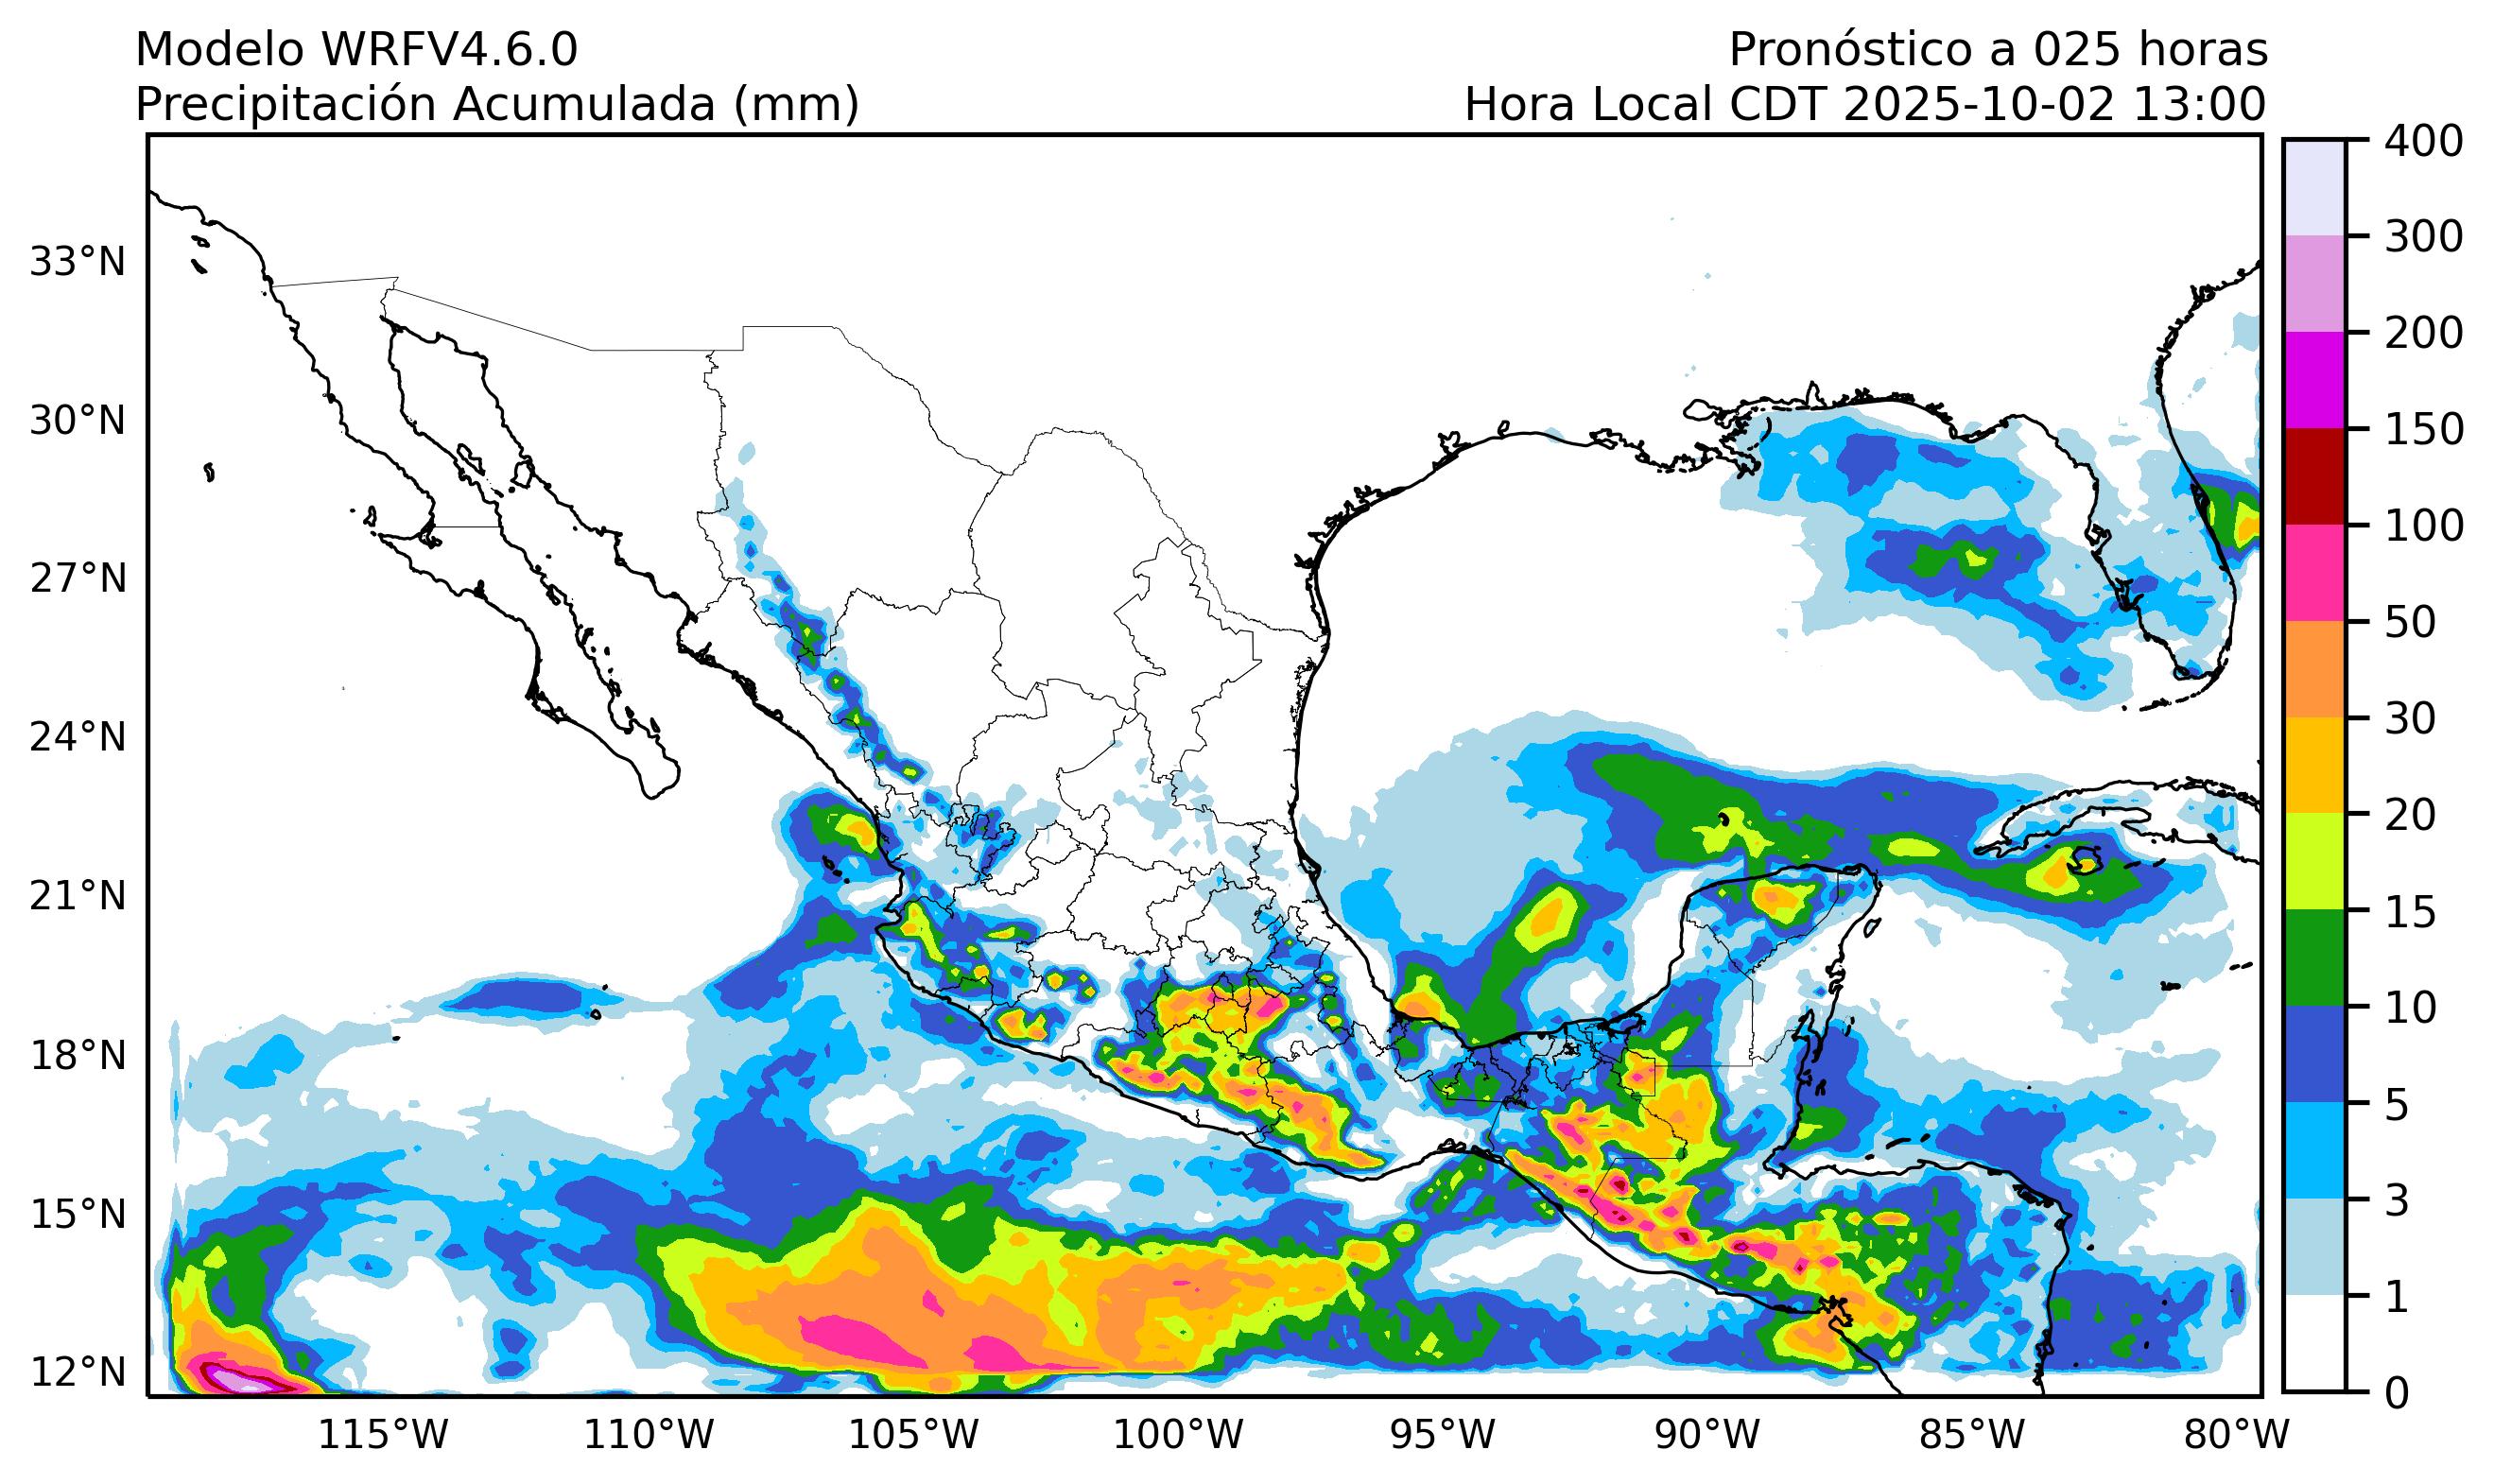 Modelo WRFV4.6.0
Pronóstico a 025 horas
Precipitación Acumulada (mm)
Hora Local CDT 2025-10-02 13:00
33°N
30°N
27°N
24°N
21°N
18°N
15°N
12°N
115°W
110°W
105°W
100°W
95°W
90°W
85°W
80°W
400
300
200
150
100
50
30
20
15
10
5
3
1
0